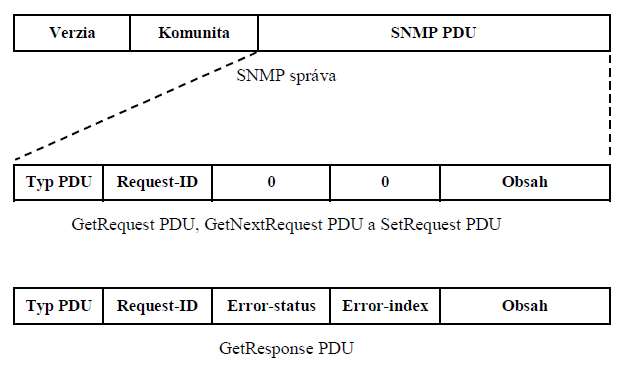 Verzia Komunita SNMP PDU
SNMP správa
Typ PDU Request-ID 0 0 Obsah
GetRequest PDU, GetNextRequest PDU a SetRequest PDU
Typ PDU Request-ID Error-status Error-index Obsah
GetResponse PDU